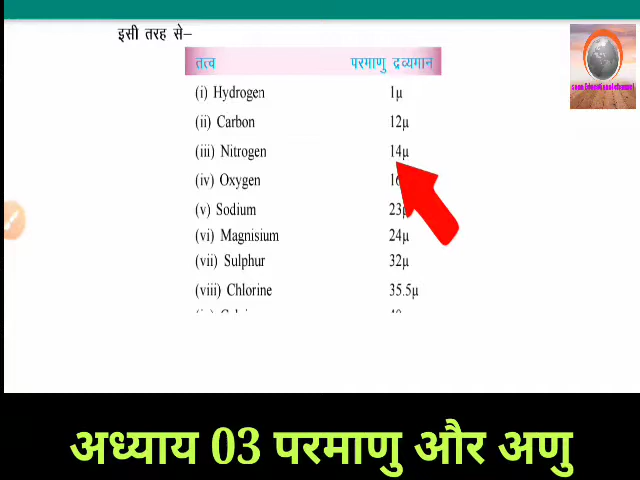 इसी तरह से–
तत्व परमाणु द्रव्यमान
(i) Hydrogen 1μ
(ii) Carbon 12μ
(iii) Nitrogen 14μ
(iv) Oxygen
(v) Sodium 23μ
(vi) Magnisium 24μ
(vii) Sulphur 32μ
(viii) Chlorine 35.5μ
अध्याय 03 परमाणु और अणु